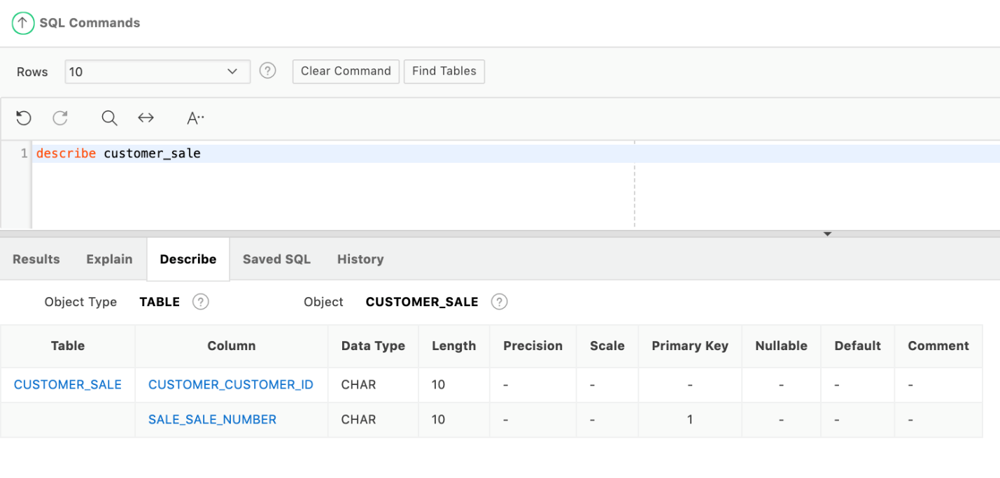 SQL Commands
Rows 10 ? Clear Command Find Tables
A··
1 describe customer_sale
Results Explain Describe Saved SQL History
Object Type TABLE ? Object CUSTOMER_SALE ?
Table Column Data Type Length Precision Scale Primary Key Nullable Default Comment
CUSTOMER_SALE CUSTOMER_CUSTOMER_ID CHAR 10 - - - - - -
SALE_SALE_NUMBER CHAR 10 - - 1 - - -